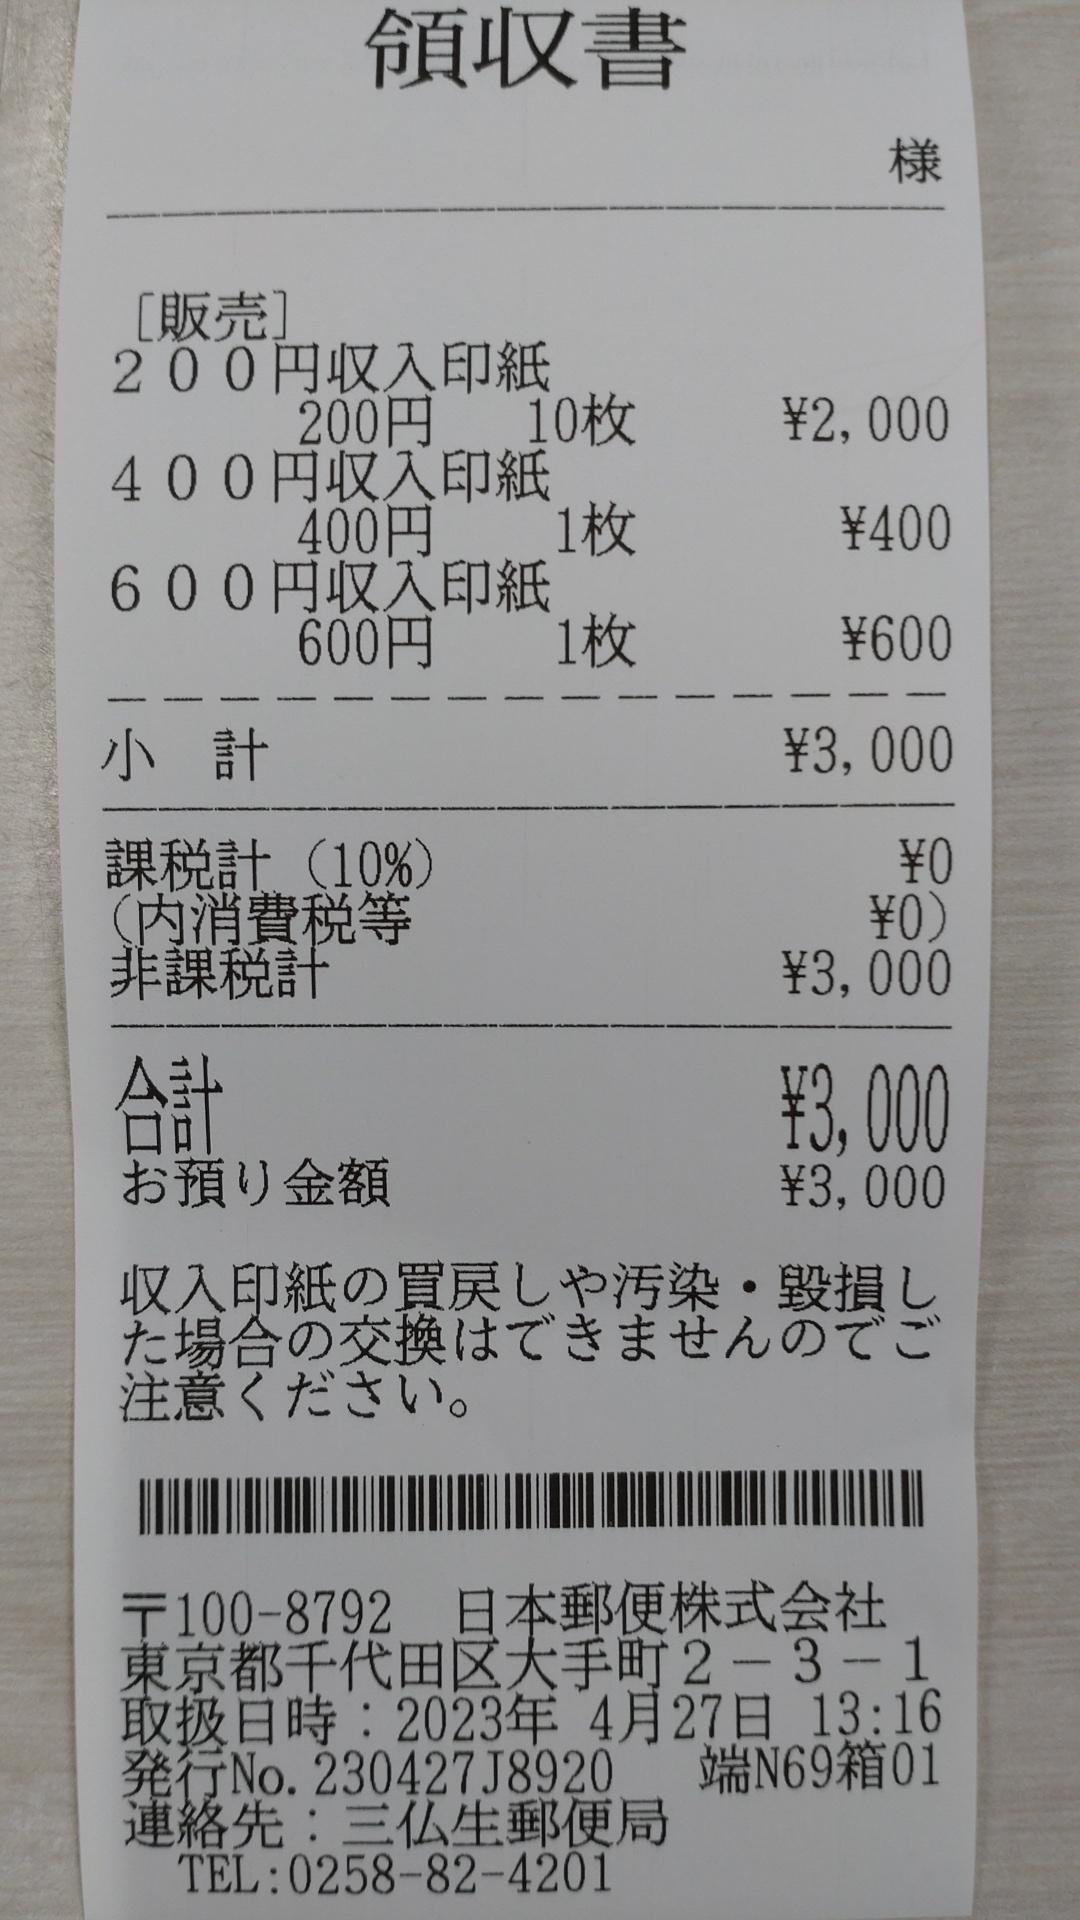 領収書
様
[販売]
200円収入印紙
200円 10枚 ¥2,000
400円収入印紙
400円 1枚 ¥400
600円収入印紙
600円 1枚 ¥600
小 計 ¥3,000
課税計(10%) ¥0
(内消費税等 ¥0)
非課税計 ¥3,000
合計 ¥3,000
お預り金額 ¥3,000
収入印紙の買戻しや汚染・毀損し
た場合の交換はできませんのでご
注意ください。
〒100-8792 日本郵便株式会社
東京都千代田区大手町2-3-1
取扱日時:2023年 4月27日 13:16
発行No.230427J8920 端N69箱01
連絡先:三仏生郵便局
TEL:0258-82-4201